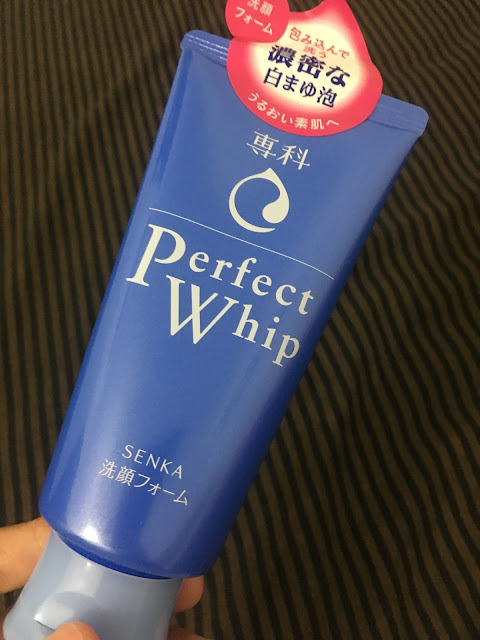 洗顔
フォーム
包み込んで
洗う
濃密な
白まゆ泡
うるおい素肌へ
専科
Perfect
Whip
SENKA
洗顔フォーム